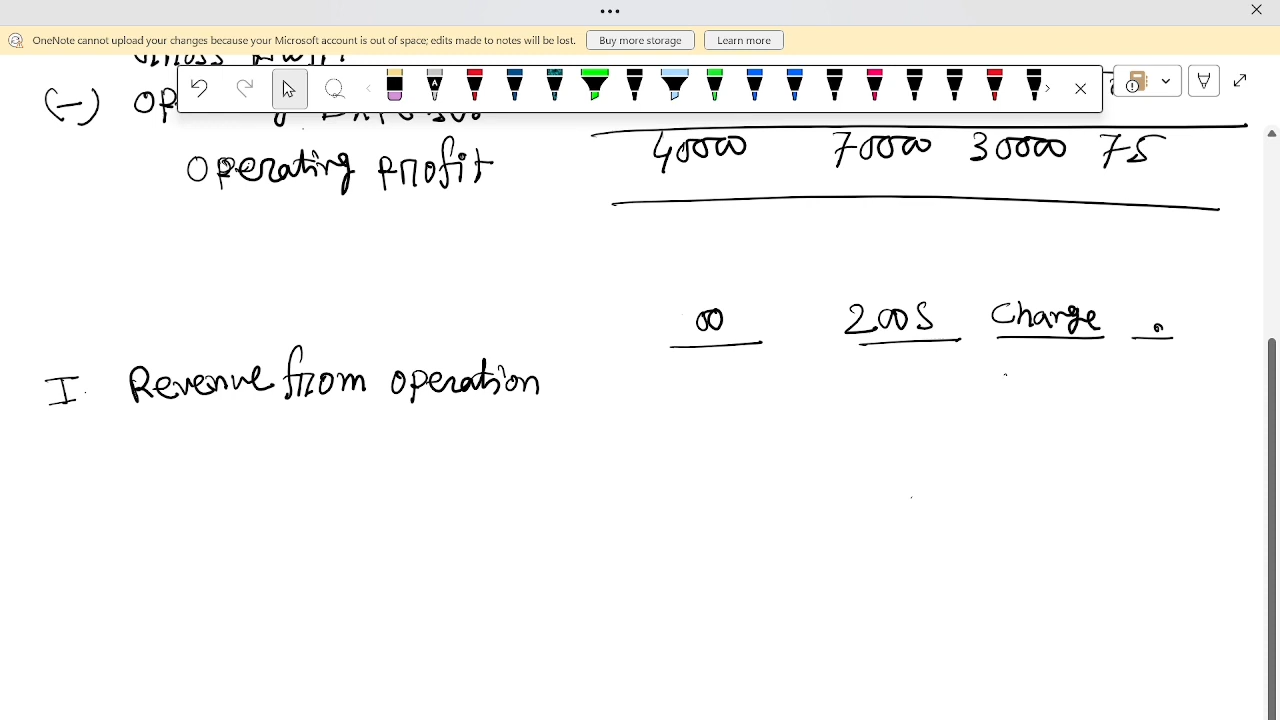 OneNote cannot upload your changes because your Microsoft account is out of space; edits made to notes will be lost. Buy more storage Learn more
(-) OP
40000 70000 30000 75
operating profit
00 2005 Change
I. Revenue from operation